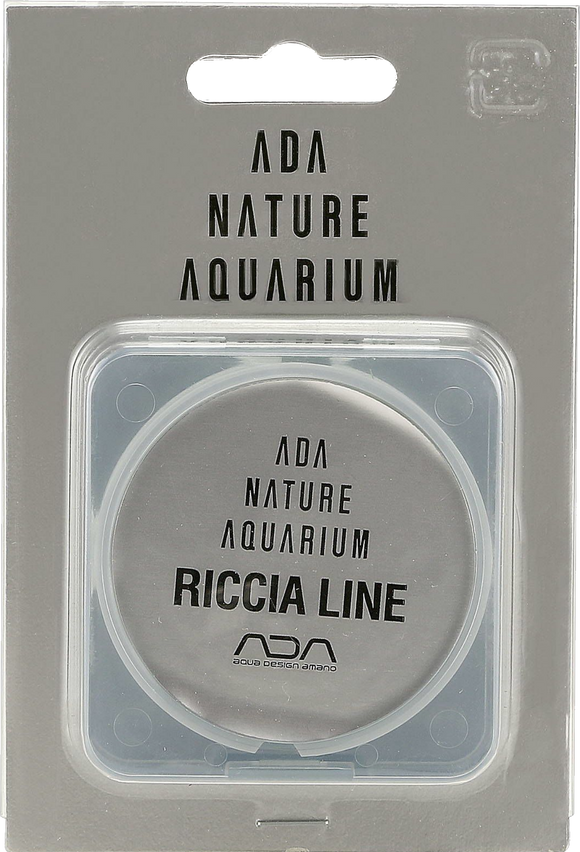 ADA
NATURE
AQUARIUM
ADA
NATURE
AQUARIUM
RICCIA LINE
ADA
AQUA DESIGN AMANO